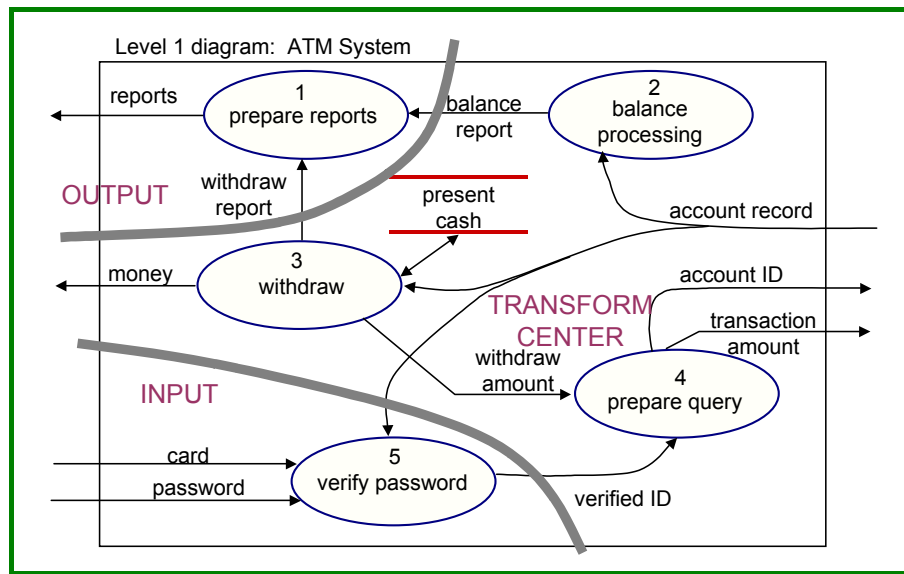 Level 1 diagram: ATM System
reports
1
prepare reports
balance
report
2
balance
processing
OUTPUT
withdraw
report
present
cash
account record
money
3
withdraw
account ID
TRANSFORM
CENTER
transaction
amount
withdraw
amount
INPUT
4
prepare query
card
password
5
verify password
verified ID